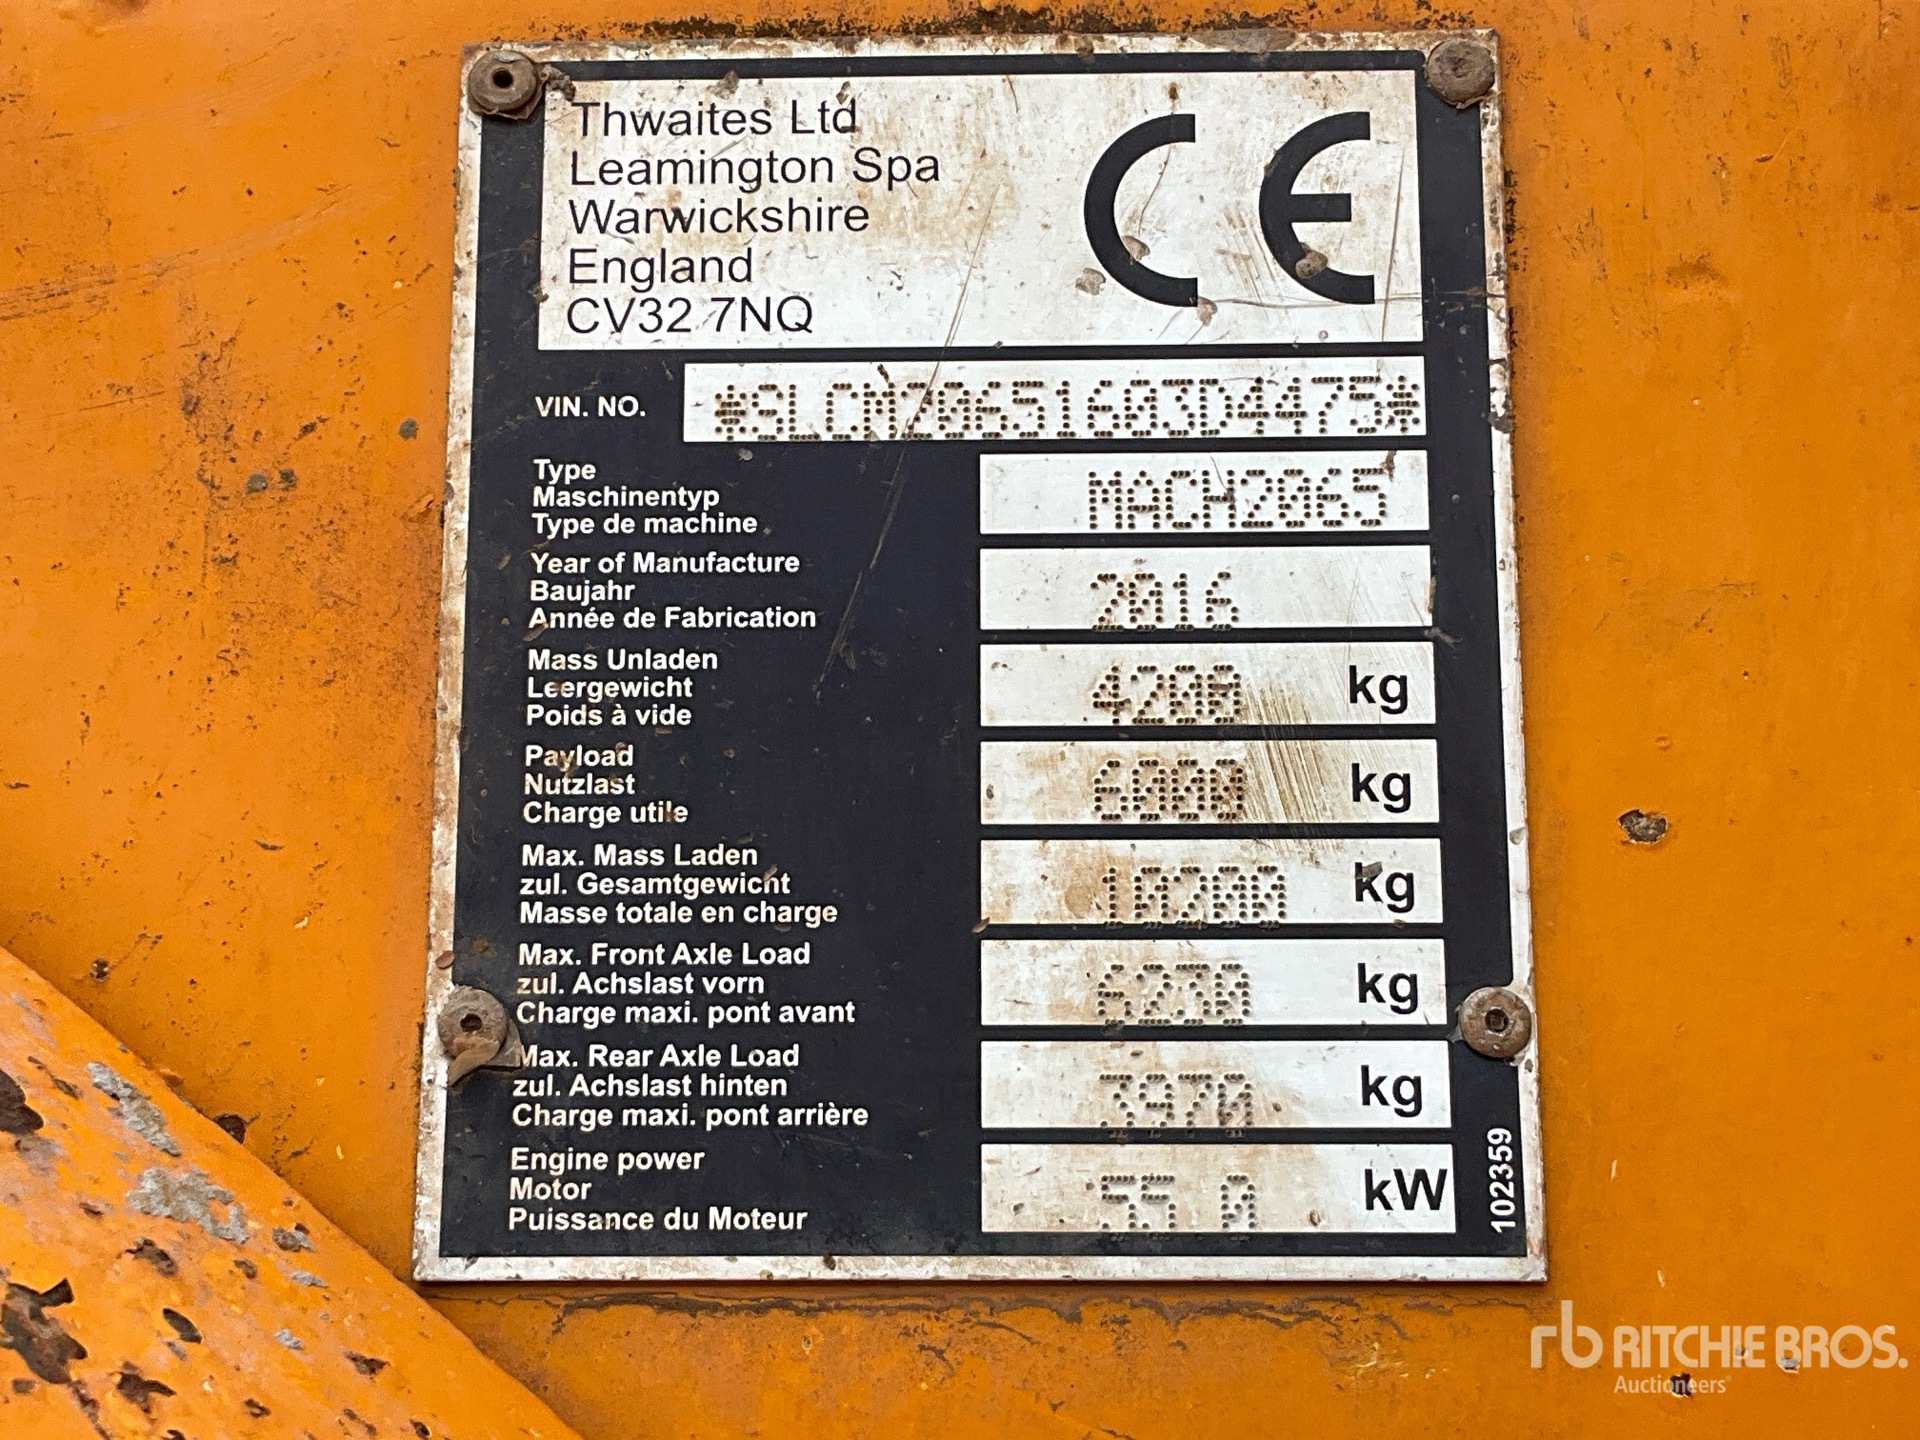 Thwaites Ltd
Leamington Spa
Warwickshire
England
CV32 7NQ
CE
VIN. NO. *SLCM20651603D4475*
Type
Maschinentyp
Type de machine
MACH2065
Year of Manufacture
Baujahr
Année de Fabrication
2016
Mass Unladen
Leergewicht
Poids à vide
4200 kg
Payload
Nutzlast
Charge utile
6000 kg
Max. Mass Laden
zul. Gesamtgewicht
Masse totale en charge
10200 kg
Max. Front Axle Load
zul. Achslast vorn
Charge maxi. pont avant
6230 kg
Max. Rear Axle Load
zul. Achslast hinten
Charge maxi. pont arrière
3970 kg
Engine power
Motor
Puissance du Moteur
55.0 kW
102359
rb RITCHIE BROS.
Auctioneers